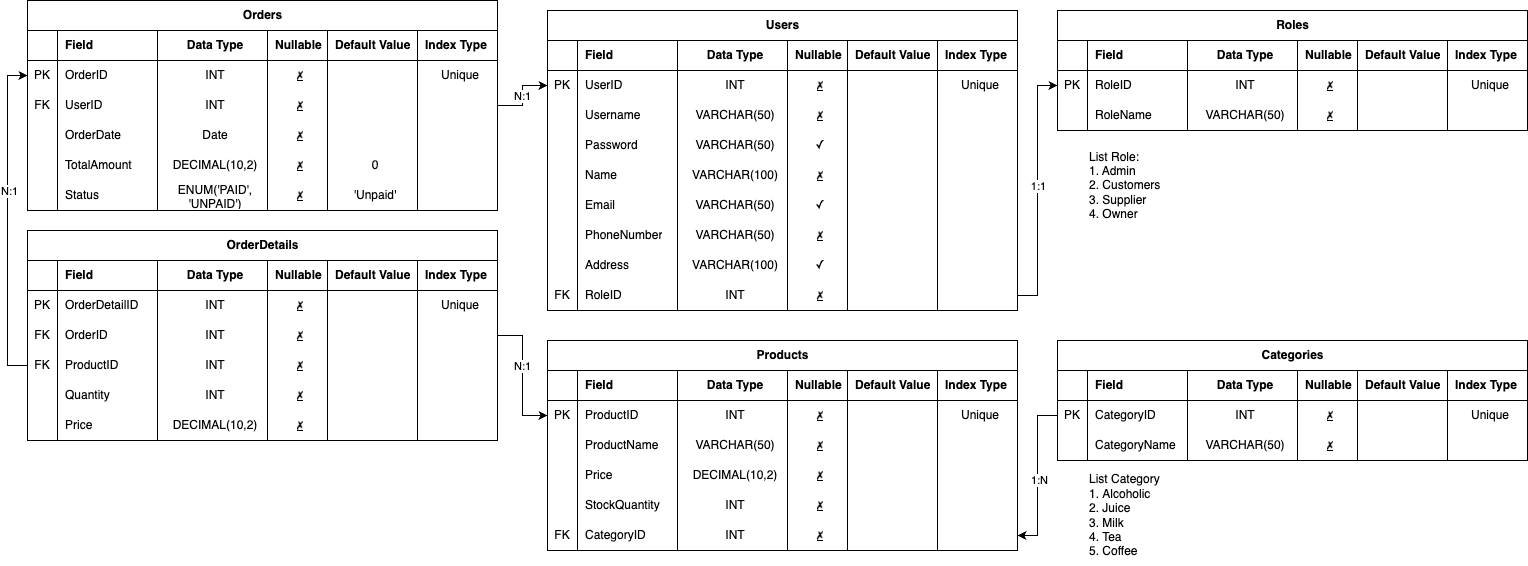 Orders
Field Data Type Nullable Default Value Index Type
PK OrderID INT ✗ Unique
FK UserID INT ✗
OrderDate Date ✗
TotalAmount DECIMAL(10,2) ✗ 0
Status ENUM('PAID', 'UNPAID') ✗ 'Unpaid'
N:1
N:1
Users
Field Data Type Nullable Default Value Index Type
PK UserID INT ✗ Unique
Username VARCHAR(50) ✗
Password VARCHAR(50) ✓
Name VARCHAR(100) ✗
Email VARCHAR(50) ✓
PhoneNumber VARCHAR(50) ✗
Address VARCHAR(100) ✓
FK RoleID INT ✗
1:1
Roles
Field Data Type Nullable Default Value Index Type
PK RoleID INT ✗ Unique
RoleName VARCHAR(50) ✗
List Role:
1. Admin
2. Customers
3. Supplier
4. Owner
OrderDetails
Field Data Type Nullable Default Value Index Type
PK OrderDetailID INT ✗ Unique
FK OrderID INT ✗
FK ProductID INT ✗
Quantity INT ✗
Price DECIMAL(10,2) ✗
N:1
Products
Field Data Type Nullable Default Value Index Type
PK ProductID INT ✗ Unique
ProductName VARCHAR(50) ✗
Price DECIMAL(10,2) ✗
StockQuantity INT ✗
FK CategoryID INT ✗
1:N
Categories
Field Data Type Nullable Default Value Index Type
PK CategoryID INT ✗ Unique
CategoryName VARCHAR(50) ✗
List Category
1. Alcoholic
2. Juice
3. Milk
4. Tea
5. Coffee